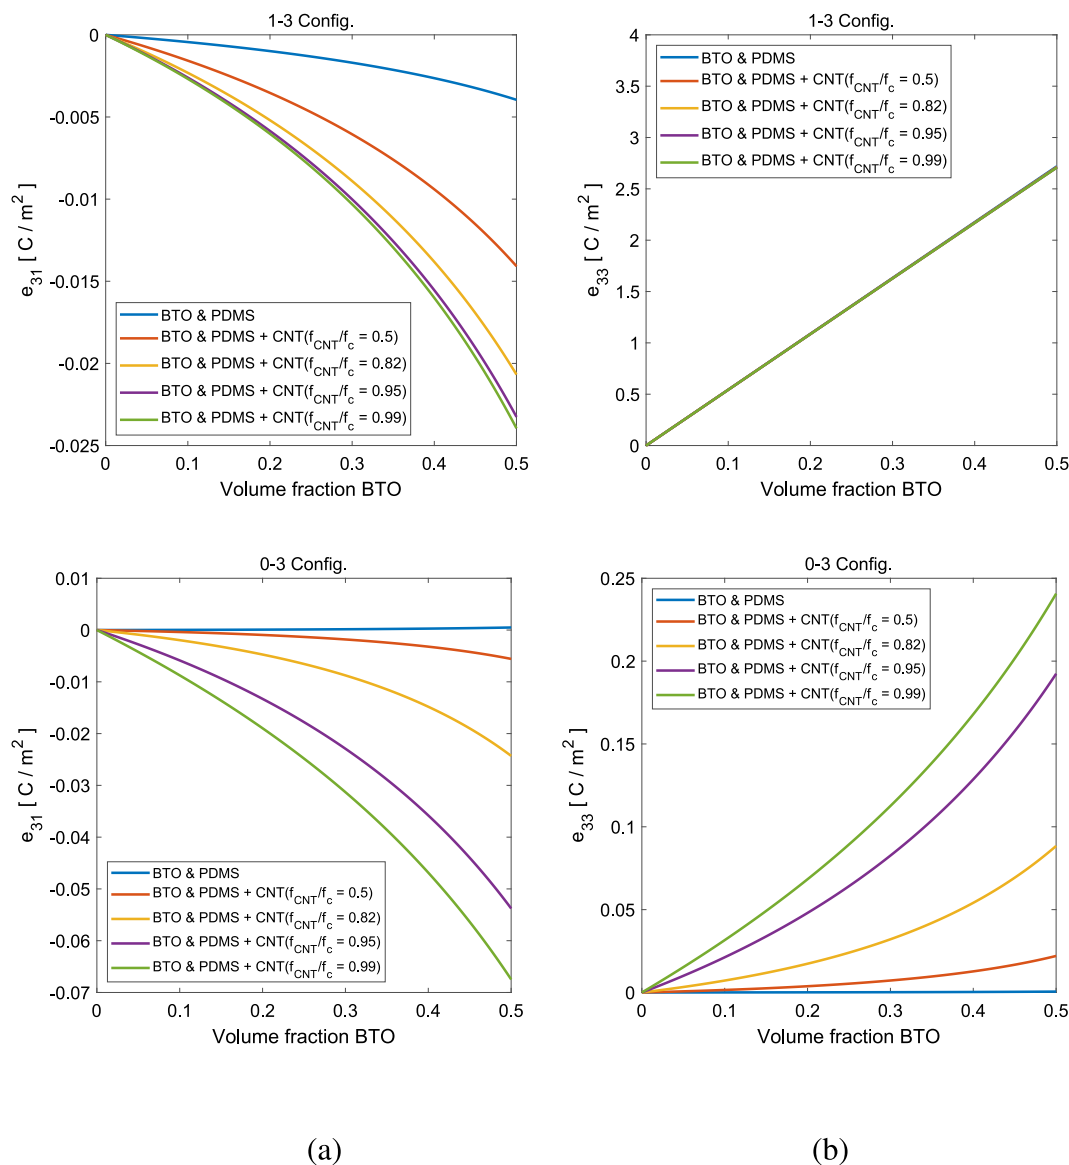 1-3 Config.
0
-0.005
-0.01
-0.015
-0.02
-0.025
e31 [ C / m2 ]
BTO & PDMS
BTO & PDMS + CNT(fCNT/fc = 0.5)
BTO & PDMS + CNT(fCNT/fc = 0.82)
BTO & PDMS + CNT(fCNT/fc = 0.95)
BTO & PDMS + CNT(fCNT/fc = 0.99)
0 0.1 0.2 0.3 0.4 0.5
Volume fraction BTO
1-3 Config.
4
3.5
3
2.5
2
1.5
1
0.5
0
e33 [ C / m2 ]
BTO & PDMS
BTO & PDMS + CNT(fCNT/fc = 0.5)
BTO & PDMS + CNT(fCNT/fc = 0.82)
BTO & PDMS + CNT(fCNT/fc = 0.95)
BTO & PDMS + CNT(fCNT/fc = 0.99)
0 0.1 0.2 0.3 0.4 0.5
Volume fraction BTO
0-3 Config.
0.01
0
-0.01
-0.02
-0.03
-0.04
-0.05
-0.06
-0.07
e31 [ C / m2 ]
BTO & PDMS
BTO & PDMS + CNT(fCNT/fc = 0.5)
BTO & PDMS + CNT(fCNT/fc = 0.82)
BTO & PDMS + CNT(fCNT/fc = 0.95)
BTO & PDMS + CNT(fCNT/fc = 0.99)
0 0.1 0.2 0.3 0.4 0.5
Volume fraction BTO
0-3 Config.
0.25
0.2
0.15
0.1
0.05
0
e33 [ C / m2 ]
BTO & PDMS
BTO & PDMS + CNT(fCNT/fc = 0.5)
BTO & PDMS + CNT(fCNT/fc = 0.82)
BTO & PDMS + CNT(fCNT/fc = 0.95)
BTO & PDMS + CNT(fCNT/fc = 0.99)
0 0.1 0.2 0.3 0.4 0.5
Volume fraction BTO
(a)
(b)